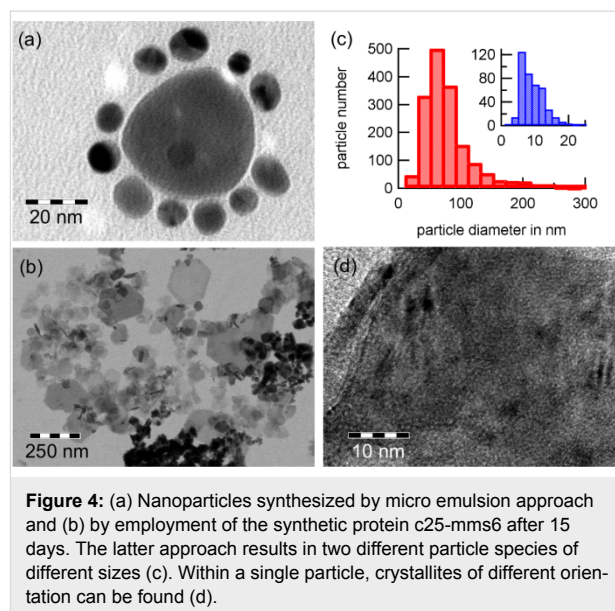 (a)
20 nm
(c)
particle number
500
400
300
200
100
0
0
100
200
300
particle diameter in nm
120
80
40
0
0
10
20
(b)
250 nm
(d)
10 nm
Figure 4: (a) Nanoparticles synthesized by micro emulsion approach
and (b) by employment of the synthetic protein c25-mms6 after 15
days. The latter approach results in two different particle species of
different sizes (c). Within a single particle, crystallites of different orien-
tation can be found (d).